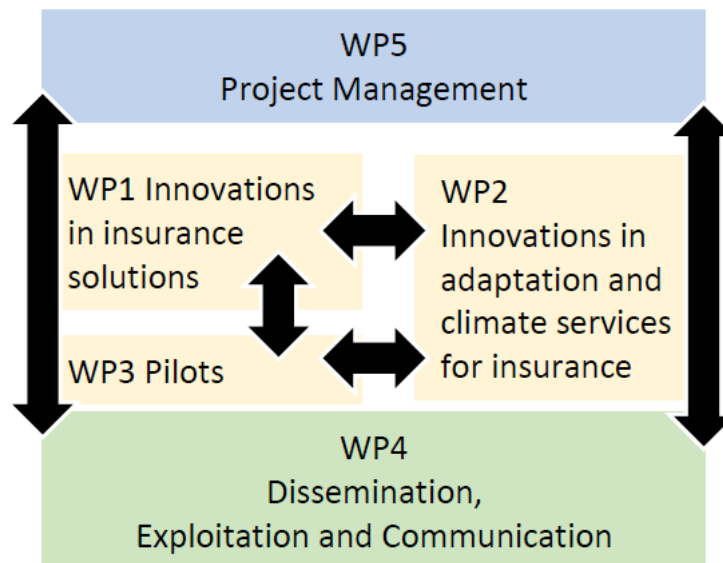 WP5
Project Management
WP1 Innovations
in insurance
solutions
WP2
Innovations in
adaptation and
climate services
for insurance
WP3 Pilots
WP4
Dissemination,
Exploitation and Communication